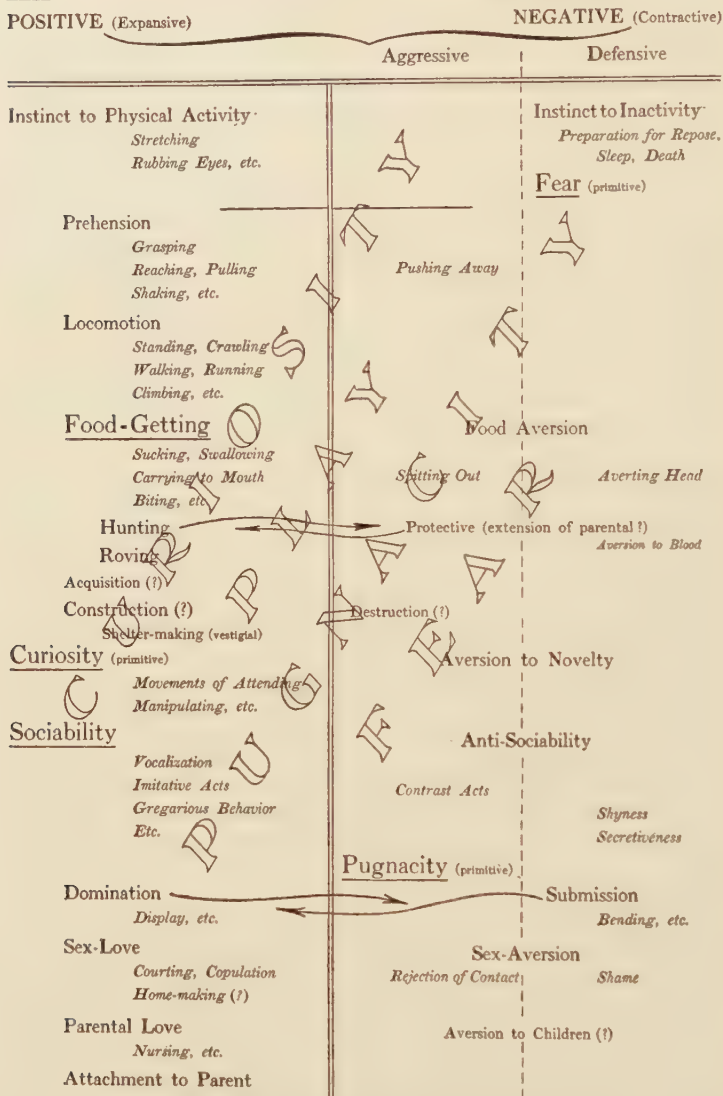 POSITIVE (Expansive) NEGATIVE (Contractive)
Aggressive Defensive
Instinct to Physical Activity Instinct to Inactivity
Stretching Preparation for Repose.
Rubbing Eyes, etc. Sleep, Death
Fear (primitive)
Prehension
Grasping
Reaching, Pulling Pushing Away
Shaking, etc.
Locomotion
Standing, Crawling
Walking, Running
Climbing, etc.
Food-Getting Food Aversion
Sucking, Swallowing
Carrying to Mouth Spitting Out Averting Head
Biting, etc.
Hunting Protective (extension of parental?)
Roving Aversion to Blood
Acquisition (?)
Construction (?) Destruction (?)
Shelter-making (vestigial)
Curiosity (primitive) Aversion to Novelty
Movements of Attending
Manipulating, etc.
Sociability Anti-Sociability
Vocalization
Imitative Acts Contrast Acts
Gregarious Behavior Shyness
Etc. Secretiveness
Pugnacity (primitive)
Domination Submission
Display, etc. Bending, etc.
Sex-Love Sex-Aversion
Courting, Copulation Rejection of Contact Shame
Home-making (?)
Parental Love Aversion to Children (?)
Nursing, etc.
Attachment to Parent
CURIOSITY
PLAY
PUGNACITY
FEAR